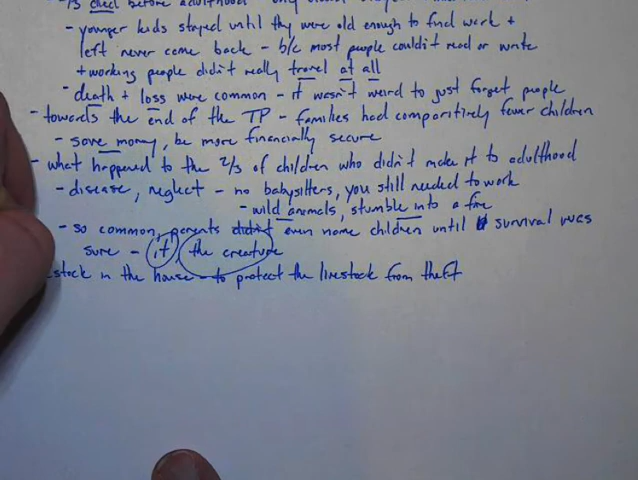 died before adulthood
- younger kids stayed until they were old enough to find work +
left never come back - b/c most people couldn't read or write
+ working people didn't really travel at all
- death + loss were common - it wasn't weird to just forget people
- towards the end of the TP - families had comparitively fewer children
- save money, be more financially secure
- what happened to the 2/3 of children who didn't make it to adulthood
- disease, neglect - no babysitters, you still needed to work
- wild animals, stumble into a fire
- so common, parents didn't even name children until survival was
sure - "it" the creature
stock in the house - to protect the livestock from theft